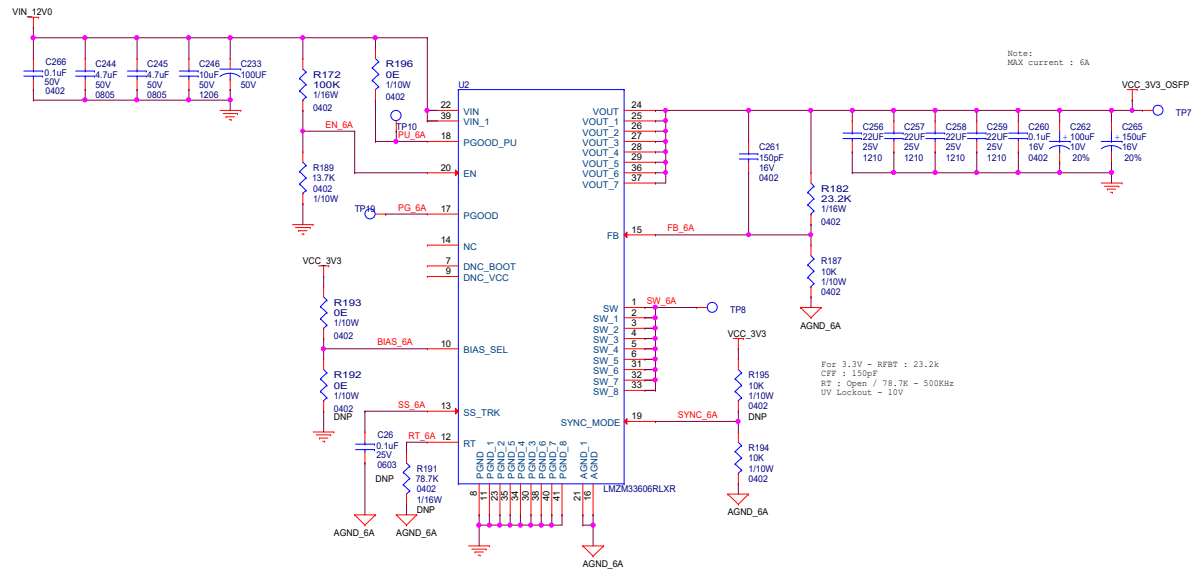 VIN_12V0
C266
0.1uF
50V
0402
C244
4.7uF
50V
0805
C245
4.7uF
50V
0805
C246
10uF
50V
1206
C233
100UF
50V
R172
100K
1/16W
0402
R196
0E
1/10W
0402
TP10
EN_6A
PU_6A
R189
13.7K
0402
1/10W
TP19
PG_6A
VCC_3V3
R193
0E
1/10W
0402
BIAS_6A
R192
0E
1/10W
0402
DNP
SS_6A
C26
0.1uF
25V
0603
DNP
RT_6A
R191
78.7K
0402
1/16W
DNP
AGND_6A
AGND_6A
U2
22 VIN
39 VIN_1
18 PGOOD_PU
20 EN
17 PGOOD
14 NC
7 DNC_BOOT
9 DNC_VCC
10 BIAS_SEL
13 SS_TRK
12 RT
VOUT 24
VOUT_1 25
VOUT_2 26
VOUT_3 27
VOUT_4 28
VOUT_5 29
VOUT_6 36
VOUT_7 37
FB 15
SW 1
SW_1 2
SW_2 3
SW_3 4
SW_4 5
SW_5 6
SW_6 31
SW_7 32
SW_8 33
SYNC_MODE 19
PGND 8
PGND_1 11
PGND_2 23
PGND_5 35
PGND_4 34
PGND_3 30
PGND_6 38
PGND_7 40
PGND_8 41
AGND_1 21
AGND 16
LMZM33606RLXR
AGND_6A
Note:
MAX current : 6A
VCC_3V3_OSFP
TP7
C261
150pF
16V
0402
C256
22UF
25V
1210
C257
22UF
25V
1210
C258
22UF
25V
1210
C259
22UF
25V
1210
C260
0.1uF
16V
0402
C262
100uF
10V
20%
C265
150uF
16V
20%
R182
23.2K
1/16W
0402
FB_6A
R187
10K
1/10W
0402
AGND_6A
SW_6A
TP8
VCC_3V3
R195
10K
1/10W
0402
DNP
SYNC_6A
R194
10K
1/10W
0402
AGND_6A
For 3.3V - RFBT : 23.2k
CFF : 150pF
RT : Open / 78.7K - 500KHz
UV Lockout - 10V